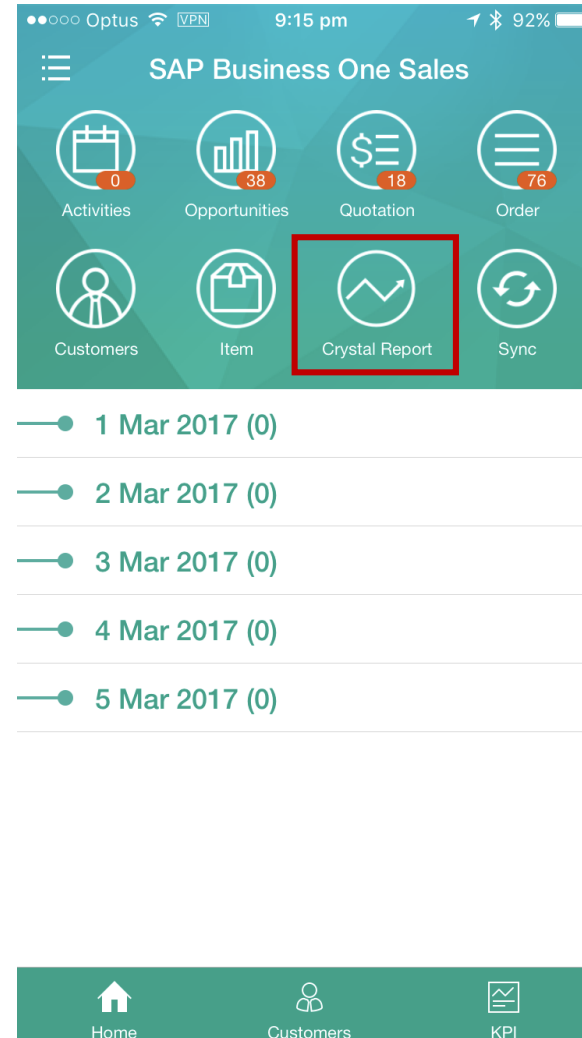 Optus VPN 9:15 pm 92%
SAP Business One Sales
0 38 18 76
Activities Opportunities Quotation Order
Customers Item Crystal Report Sync
1 Mar 2017 (0)
2 Mar 2017 (0)
3 Mar 2017 (0)
4 Mar 2017 (0)
5 Mar 2017 (0)
Home Customers KPI